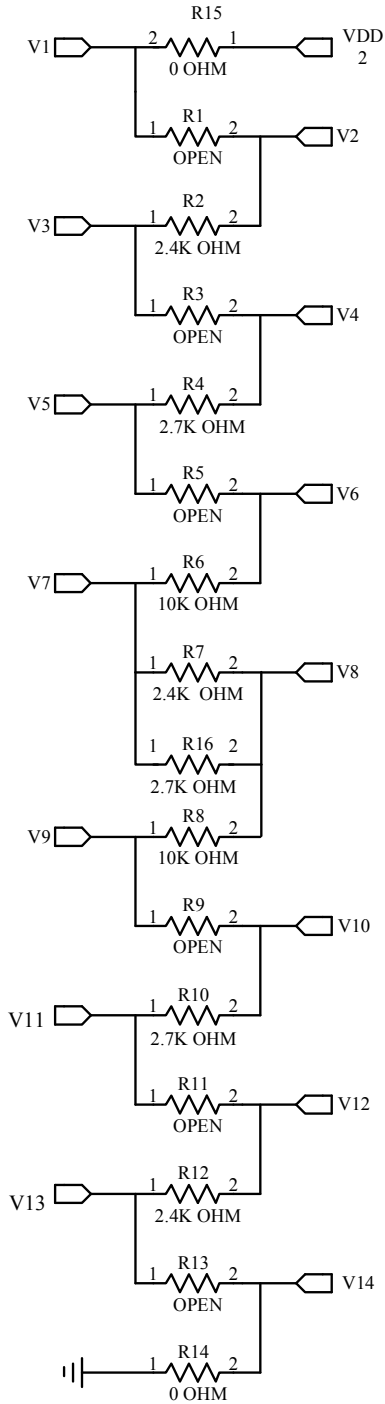 R15
V1 2 1 VDD
0 OHM 2
R1
1 2 V2
OPEN
R2
V3 1 2
2.4K OHM
R3
1 2 V4
OPEN
R4
V5 1 2
2.7K OHM
R5
1 2 V6
OPEN
R6
V7 1 2
10K OHM
R7
1 2 V8
2.4K OHM
R16
1 2
2.7K OHM
R8
V9 1 2
10K OHM
R9
1 2 V10
OPEN
R10
V11 1 2
2.7K OHM
R11
1 2 V12
OPEN
R12
V13 1 2
2.4K OHM
R13
1 2 V14
OPEN
R14
1 2
0 OHM